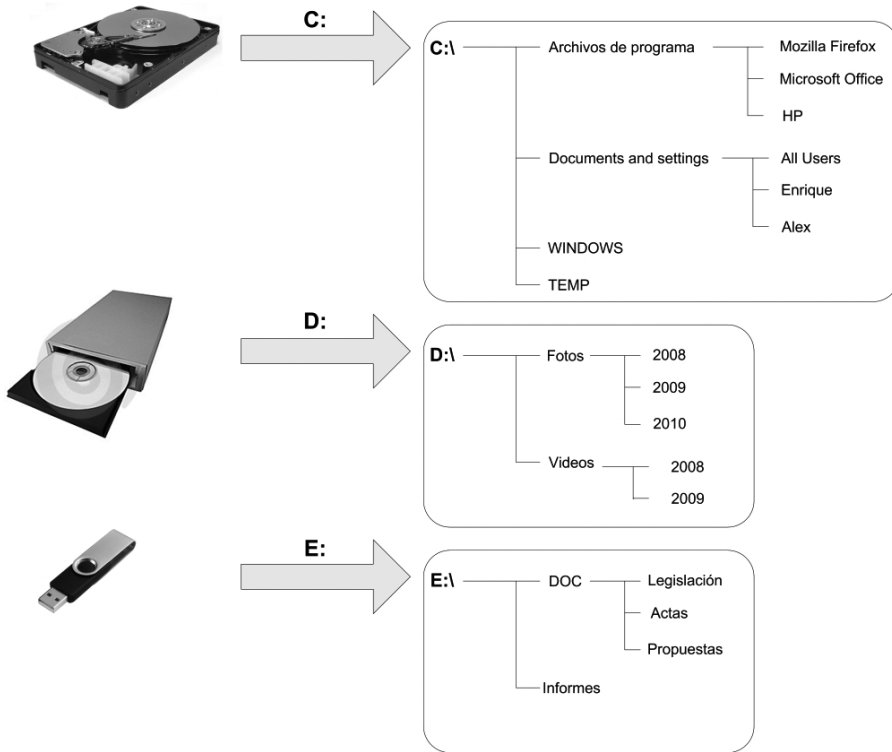 C:
C:\
Archivos de programa
Mozilla Firefox
Microsoft Office
HP
Documents and settings
All Users
Enrique
Alex
WINDOWS
TEMP
D:
D:\
Fotos
2008
2009
2010
Videos
2008
2009
E:
E:\
DOC
Legislación
Actas
Propuestas
Informes